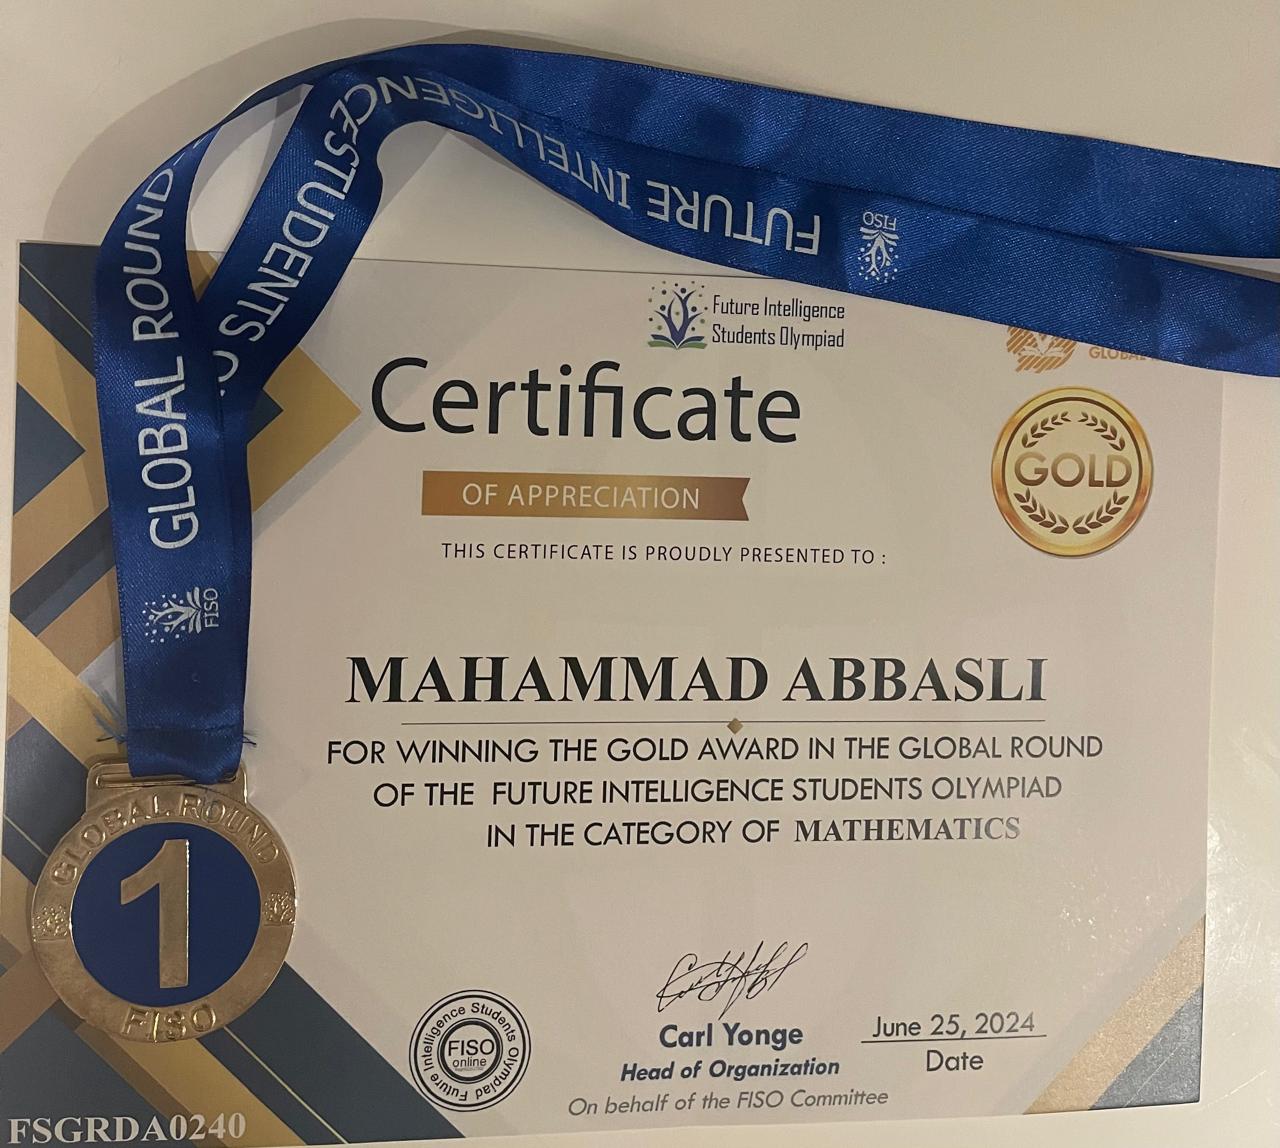 FUTURE INTELLIGENCE STUDENTS
FISO
GLOBAL ROUND
FISO
Future Intelligence
Students Olympiad
GLOBAL
Certificate
OF APPRECIATION
GOLD
THIS CERTIFICATE IS PROUDLY PRESENTED TO :
MAHAMMAD ABBASLI
FOR WINNING THE GOLD AWARD IN THE GLOBAL ROUND
OF THE FUTURE INTELLIGENCE STUDENTS OLYMPIAD
IN THE CATEGORY OF MATHEMATICS
GLOBAL ROUND
1
FISO
Future Intelligence Students Olympiad
FISO
online
Carl Yonge
Head of Organization
On behalf of the FISO Committee
June 25, 2024
Date
FSGRDA0240